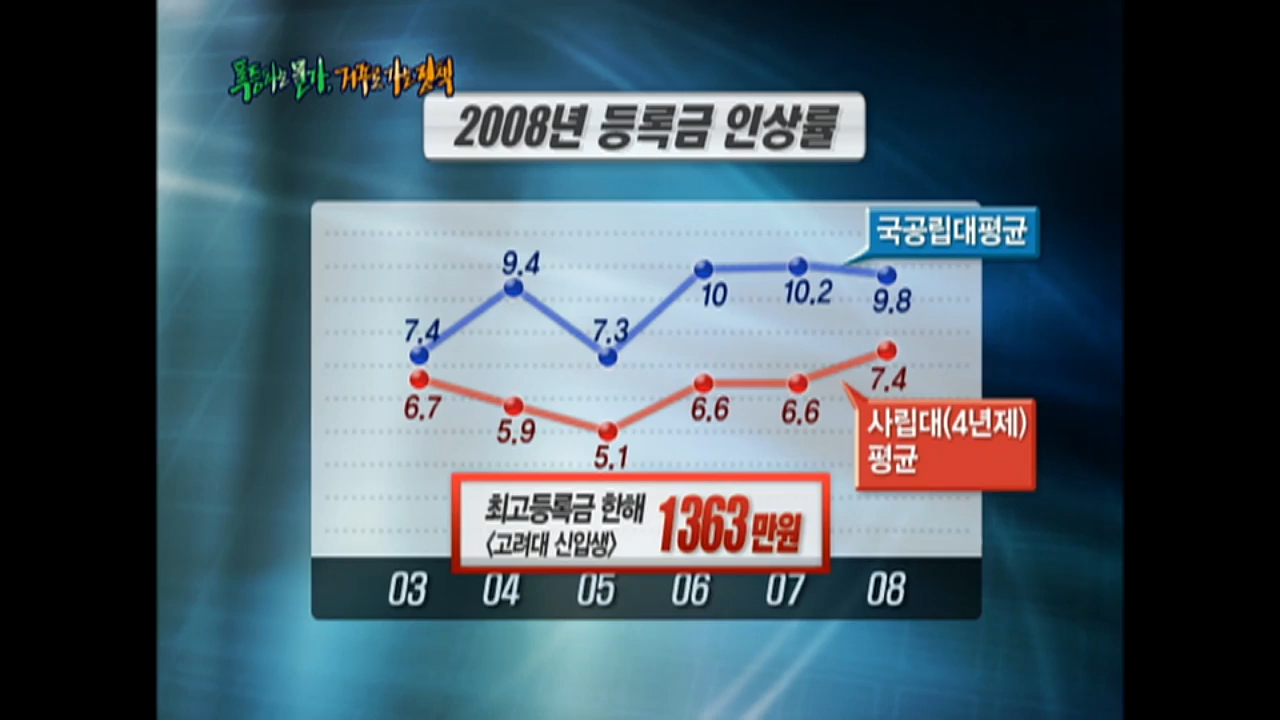 폭등하는 물가, 거꾸로 가는 정책
2008년 등록금 인상률
국공립대평균
9.4
7.4
7.3
10
10.2
9.8
6.7
5.9
5.1
6.6
6.6
7.4
사립대(4년제)
평균
최고등록금 한해 1363만원
〈고려대 신입생〉
03 04 05 06 07 08